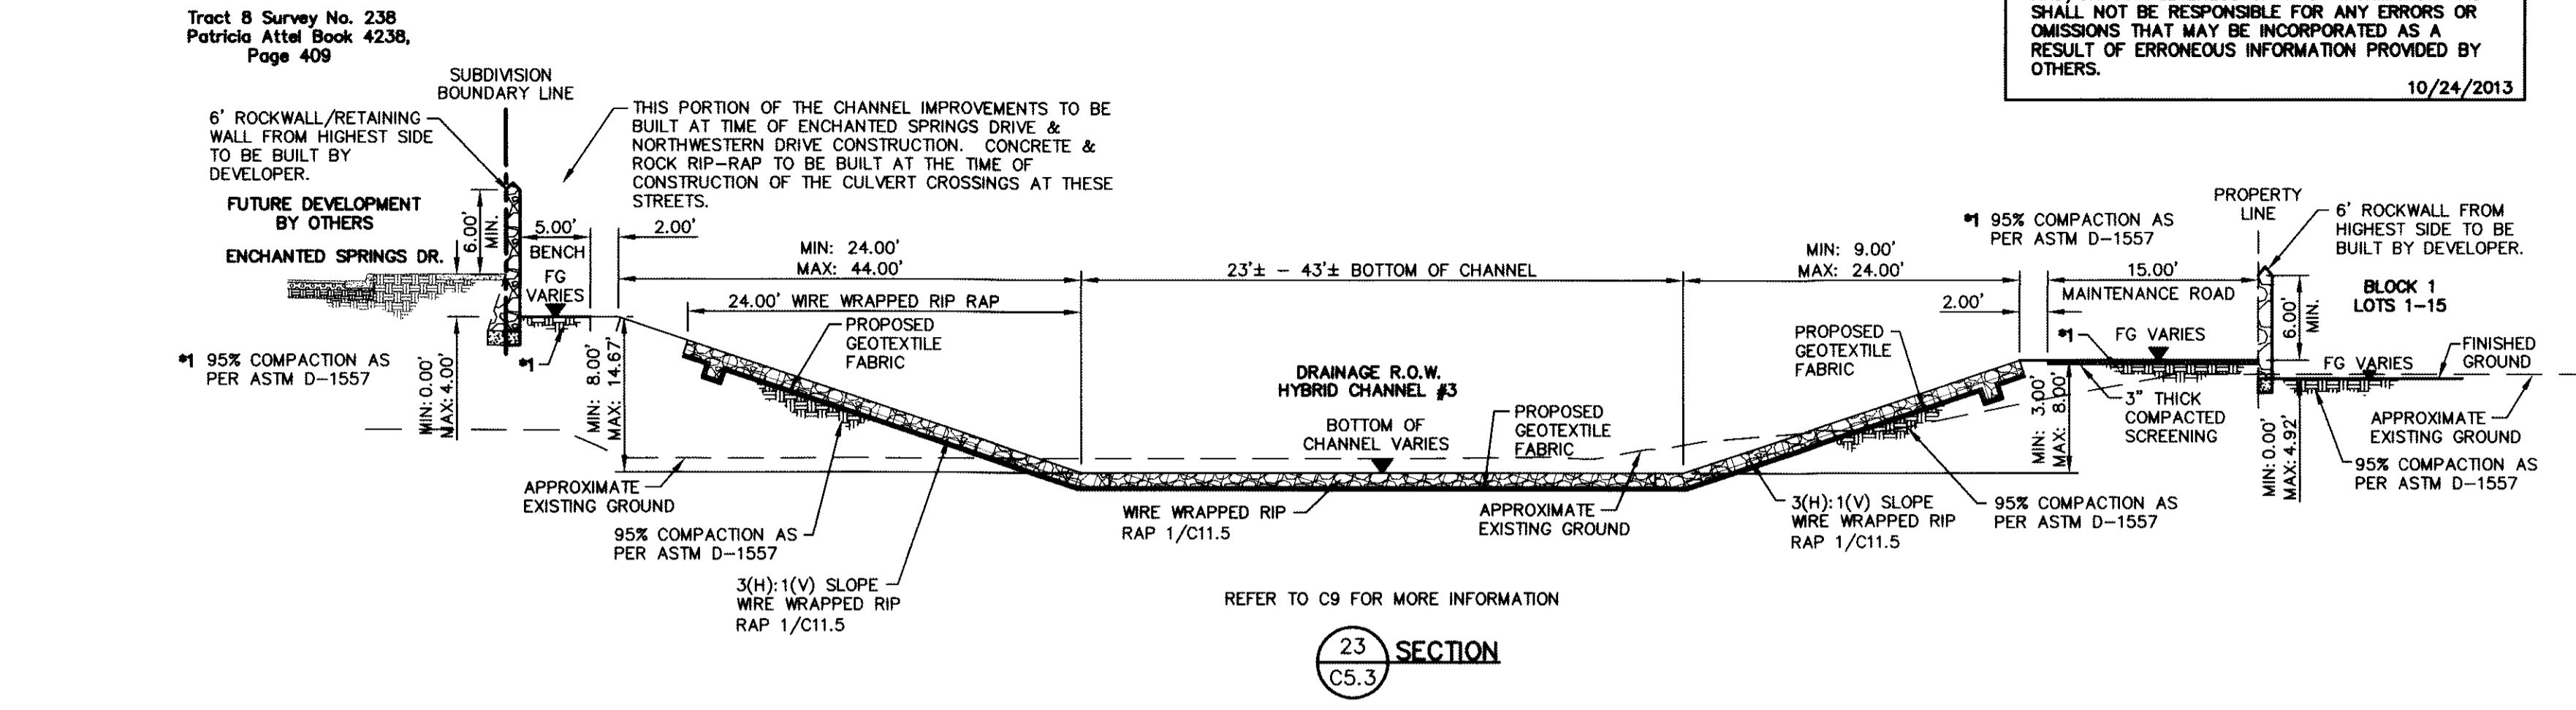 Tract 8 Survey No. 238
Patricia Attel Book 4238,
Page 409
SHALL NOT BE RESPONSIBLE FOR ANY ERRORS OR
OMISSIONS THAT MAY BE INCORPORATED AS A
RESULT OF ERRONEOUS INFORMATION PROVIDED BY
OTHERS.
10/24/2013
SUBDIVISION
BOUNDARY LINE
6' ROCKWALL/RETAINING
WALL FROM HIGHEST SIDE
TO BE BUILT BY
DEVELOPER.
THIS PORTION OF THE CHANNEL IMPROVEMENTS TO BE
BUILT AT TIME OF ENCHANTED SPRINGS DRIVE &
NORTHWESTERN DRIVE CONSTRUCTION. CONCRETE &
ROCK RIP-RAP TO BE BUILT AT THE TIME OF
CONSTRUCTION OF THE CULVERT CROSSINGS AT THESE
STREETS.
FUTURE DEVELOPMENT
BY OTHERS
ENCHANTED SPRINGS DR.
6.00'
MIN.
5.00'
BENCH
FG
VARIES
2.00'
MIN: 24.00'
MAX: 44.00'
24.00' WIRE WRAPPED RIP RAP
23'± - 43'± BOTTOM OF CHANNEL
MIN: 9.00'
MAX: 24.00'
2.00'
*1 95% COMPACTION AS
PER ASTM D-1557
15.00'
MAINTENANCE ROAD
PROPERTY
LINE
6' ROCKWALL FROM
HIGHEST SIDE TO BE
BUILT BY DEVELOPER.
BLOCK 1
LOTS 1-15
6.00'
MIN.
*1 95% COMPACTION AS
PER ASTM D-1557
MIN: 0.00'
MAX: 4.00'
*1
MIN: 8.00'
MAX: 14.67'
PROPOSED
GEOTEXTILE
FABRIC
DRAINAGE R.O.W.
HYBRID CHANNEL #3
BOTTOM OF
CHANNEL VARIES
PROPOSED
GEOTEXTILE
FABRIC
PROPOSED
GEOTEXTILE
FABRIC
*1
FG VARIES
3" THICK
COMPACTED
SCREENING
MIN: 3.00'
MAX: 8.00'
FG VARIES
FINISHED
GROUND
APPROXIMATE
EXISTING GROUND
MIN: 0.00'
MAX: 4.92'
95% COMPACTION AS
PER ASTM D-1557
APPROXIMATE
EXISTING GROUND
95% COMPACTION AS
PER ASTM D-1557
3(H):1(V) SLOPE
WIRE WRAPPED RIP
RAP 1/C11.5
WIRE WRAPPED RIP
RAP 1/C11.5
APPROXIMATE
EXISTING GROUND
3(H):1(V) SLOPE
WIRE WRAPPED RIP
RAP 1/C11.5
95% COMPACTION AS
PER ASTM D-1557
REFER TO C9 FOR MORE INFORMATION
23
C5.3
SECTION